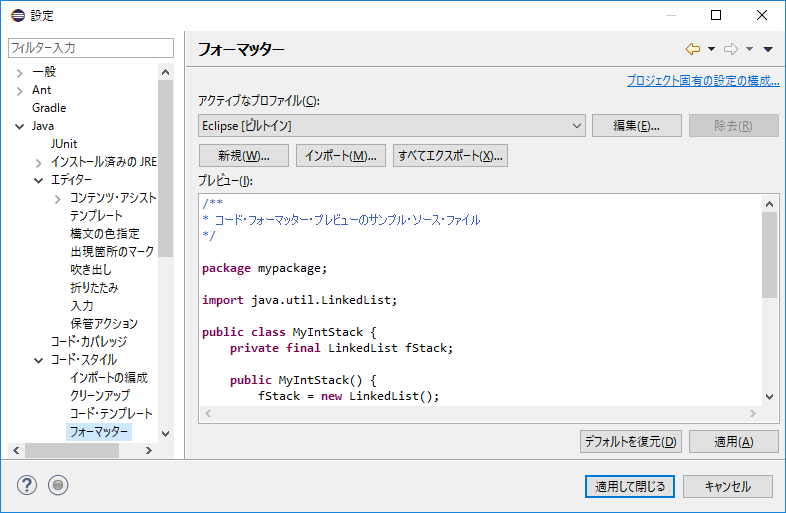 設定
フィルター入力
一般
Ant
Gradle
Java
JUnit
インストール済みの JRE
エディター
コンテンツ・アシスト
テンプレート
構文の色指定
出現箇所のマーク
吹き出し
折りたたみ
入力
保管アクション
コード・カバレッジ
コード・スタイル
インポートの編成
クリーンアップ
コード・テンプレート
フォーマッター
フォーマッター
プロジェクト固有の設定の構成...
アクティブなプロファイル(C):
Eclipse [ビルトイン]
編集(E)...
除去(R)
新規(W)...
インポート(M)...
すべてエクスポート(X)...
プレビュー(I):
/**
* コード・フォーマッター・プレビューのサンプル・ソース・ファイル
*/
package mypackage;
import java.util.LinkedList;
public class MyIntStack {
private final LinkedList fStack;
public MyIntStack() {
fStack = new LinkedList();
デフォルトを復元(D)
適用(A)
適用して閉じる
キャンセル